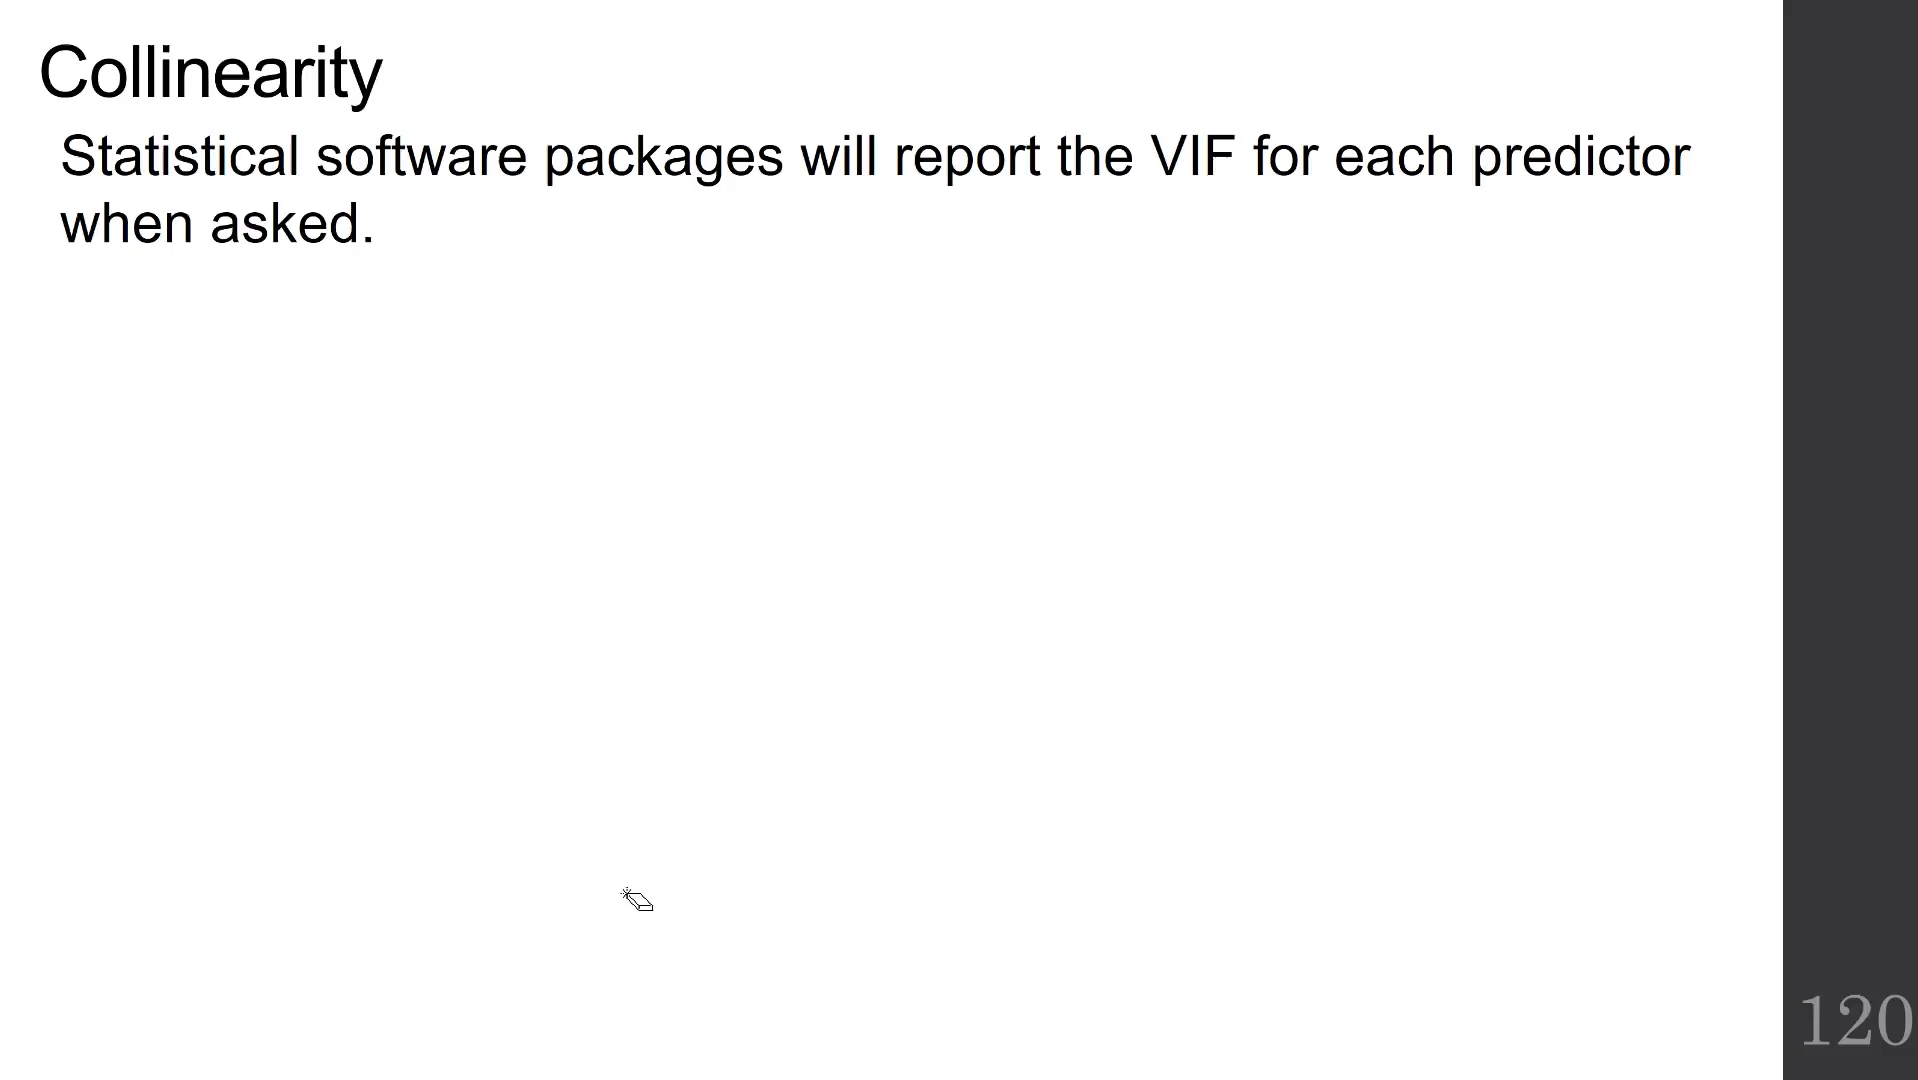 Collinearity
Statistical software packages will report the VIF for each predictor
when asked.
120